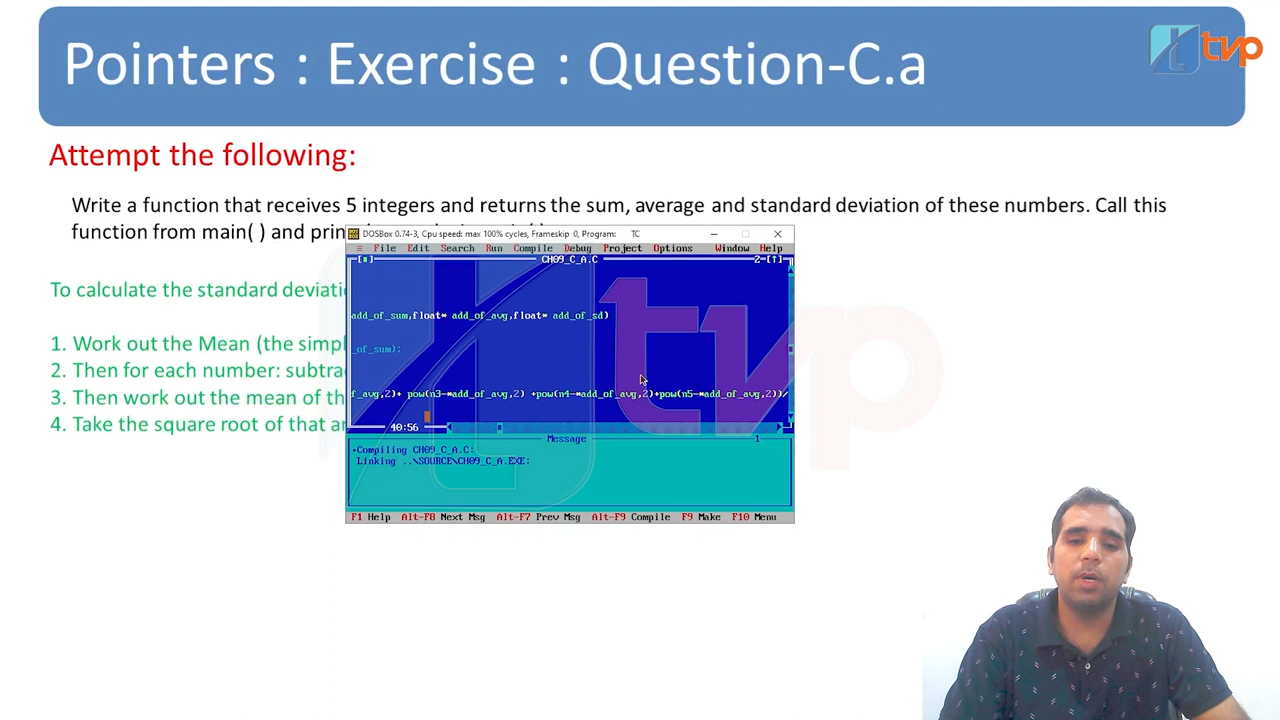 Pointers : Exercise : Question-C.a
tvp
Attempt the following:
Write a function that receives 5 integers and returns the sum, average and standard deviation of these numbers. Call this
function from main( ) and prin
To calculate the standard deviati
1. Work out the Mean (the simpl
2. Then for each number: subtra
3. Then work out the mean of th
4. Take the square root of that an
DOSBox 0.74-3, Cpu speed: max 100% cycles, Frameskip 0, Program: TC
≡ File Edit Search Run Compile Debug Project Options Window Help
[■] CH09_C_A.C 2-[↑]
add_of_sum,float* add_of_avg,float* add_of_sd)
_of_sum);
f_avg,2)+ pow(n3-*add_of_avg,2) +pow(n4-*add_of_avg,2)+pow(n5-*add_of_avg,2))/
40:56
Message 1
•Compiling CH09_C_A.C:
Linking ..\SOURCE\CH09_C_A.EXE:
F1 Help Alt-F8 Next Msg Alt-F7 Prev Msg Alt-F9 Compile F9 Make F10 Menu